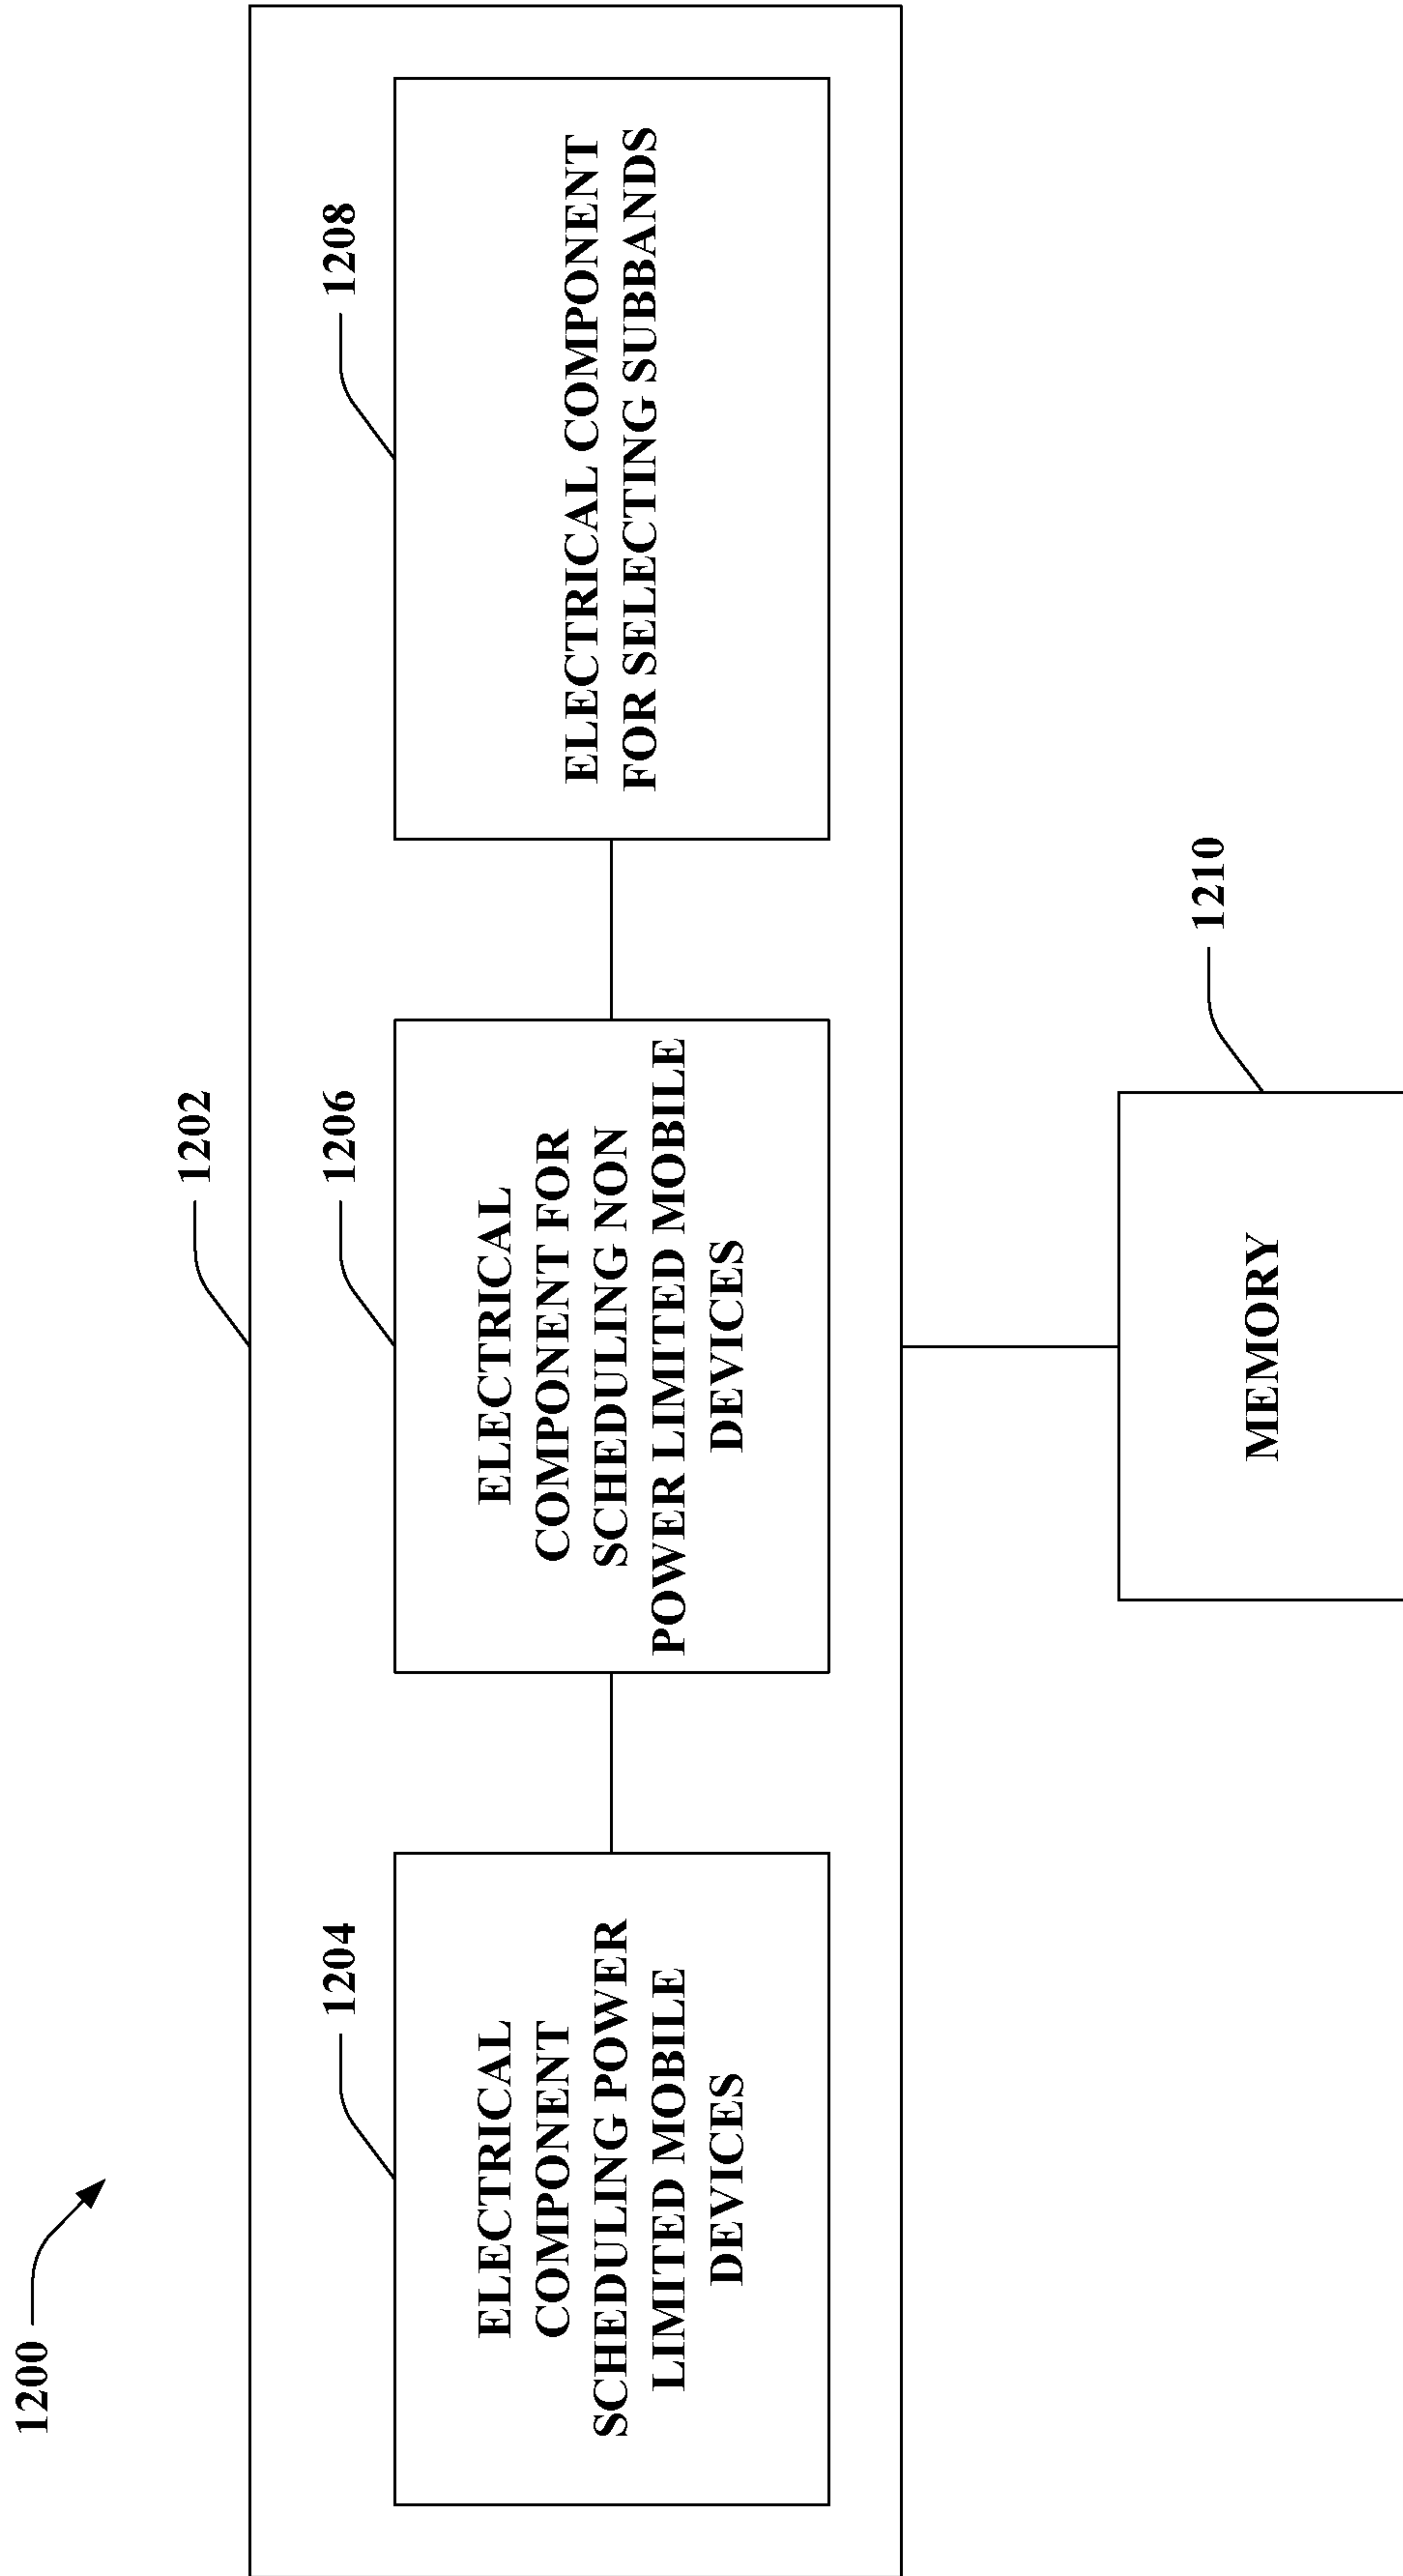 1200
1202
1204
1206
1208
ELECTRICAL
COMPONENT
SCHEDULING POWER
LIMITED MOBILE
DEVICES
ELECTRICAL
COMPONENT FOR
SCHEDULING NON
POWER LIMITED MOBILE
DEVICES
ELECTRICAL COMPONENT
FOR SELECTING SUBBANDS
1210
MEMORY